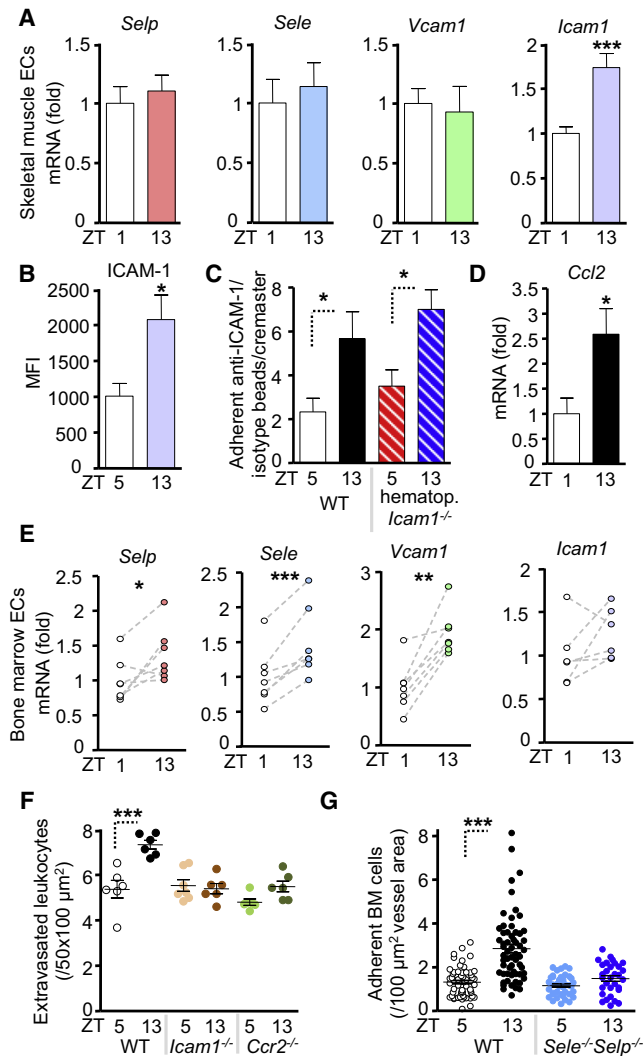 A
Selp
Sele
Vcam1
Icam1
Skeletal muscle ECs
mRNA (fold)
1.5
1
0.5
0
ZT 1 13
1.5
1
0.5
0
ZT 1 13
1.5
1
0.5
0
ZT 1 13
2
1.5
1
0.5
0
***
ZT 1 13
B
ICAM-1
MFI
2500
2000
1500
1000
500
0
*
ZT 5 13
C
Adherent anti-ICAM-1/
isotype beads/cremaster
8
6
4
2
0
*
*
ZT 5 13 5 13
WT
hematop.
Icam1-/-
D
Ccl2
mRNA (fold)
3.5
3
2.5
2
1.5
1
0.5
0
*
ZT 1 13
E
Selp
Sele
Vcam1
Icam1
Bone marrow ECs
mRNA (fold)
2.5
2
1.5
1
0.5
0
*
ZT 1 13
2.5
2
1.5
1
0.5
0
***
ZT 1 13
3
2
1
0
**
ZT 1 13
2
1.5
1
0.5
0
ZT 1 13
F
Extravasated leukocytes
(/50x100 µm²)
8
6
4
2
0
***
ZT 5 13 5 13 5 13
WT Icam1-/- Ccr2-/-
G
Adherent BM cells
(/100 µm² vessel area)
8
6
4
2
0
***
ZT 5 13 5 13
WT Sele-/-Selp-/-